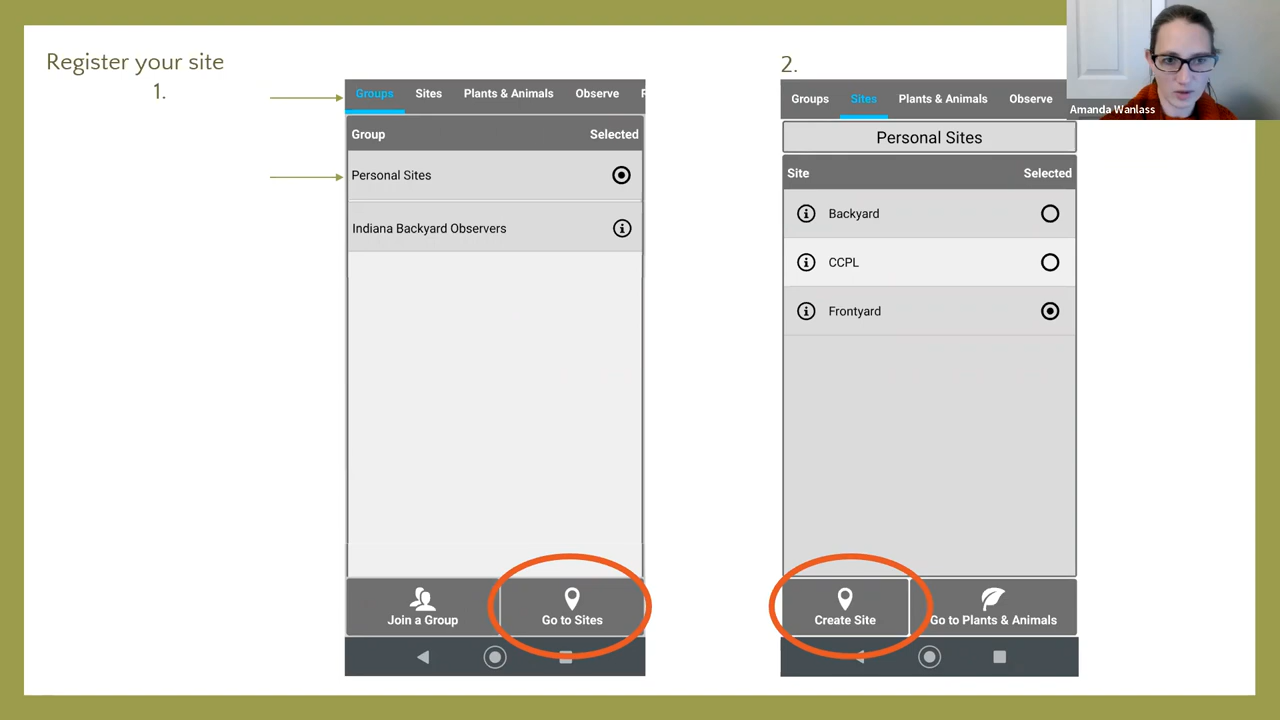 Register your site
1.
Groups Sites Plants & Animals Observe F
Group Selected
Personal Sites
Indiana Backyard Observers
Join a Group Go to Sites
2.
Groups Sites Plants & Animals Observe
Personal Sites
Site Selected
Backyard
CCPL
Frontyard
Create Site Go to Plants & Animals
Amanda Wanlass